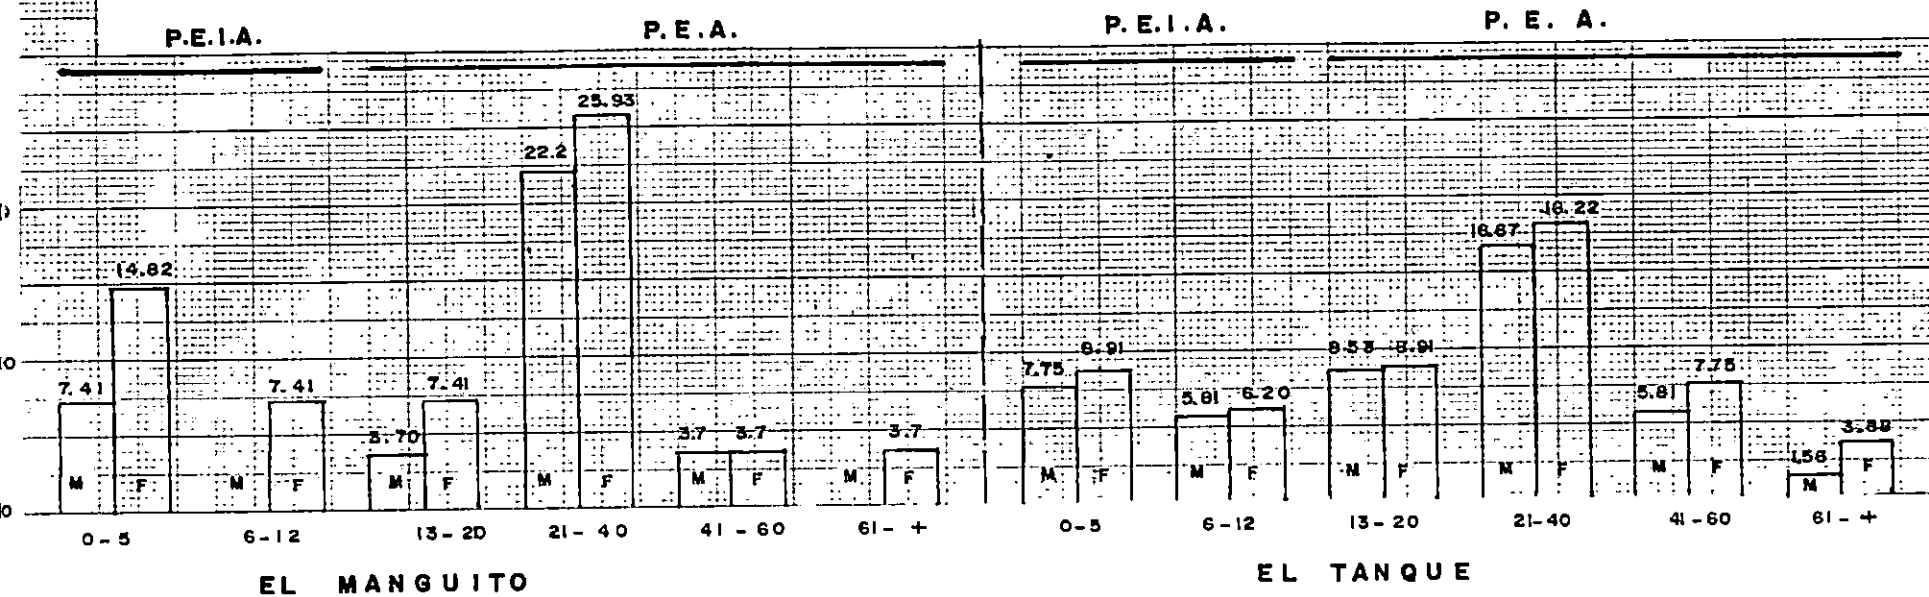 P.E.I.A. P.E.A. P.E.I.A. P. E. A.
25.93
22.2
18.22
16.67
14.82
8.91 8.53 8.91
7.75 7.75
10
7.41 7.41 7.41 5.81 6.20 5.81
3.70 3.7 3.7 3.7 3.88
1.56
M F M F M F M F M F M F M F M F M F M F M F M F
0
0-5 6-12 13-20 21-40 41-60 61-+ 0-5 6-12 13-20 21-40 41-60 61-+
EL MANGUITO EL TANQUE